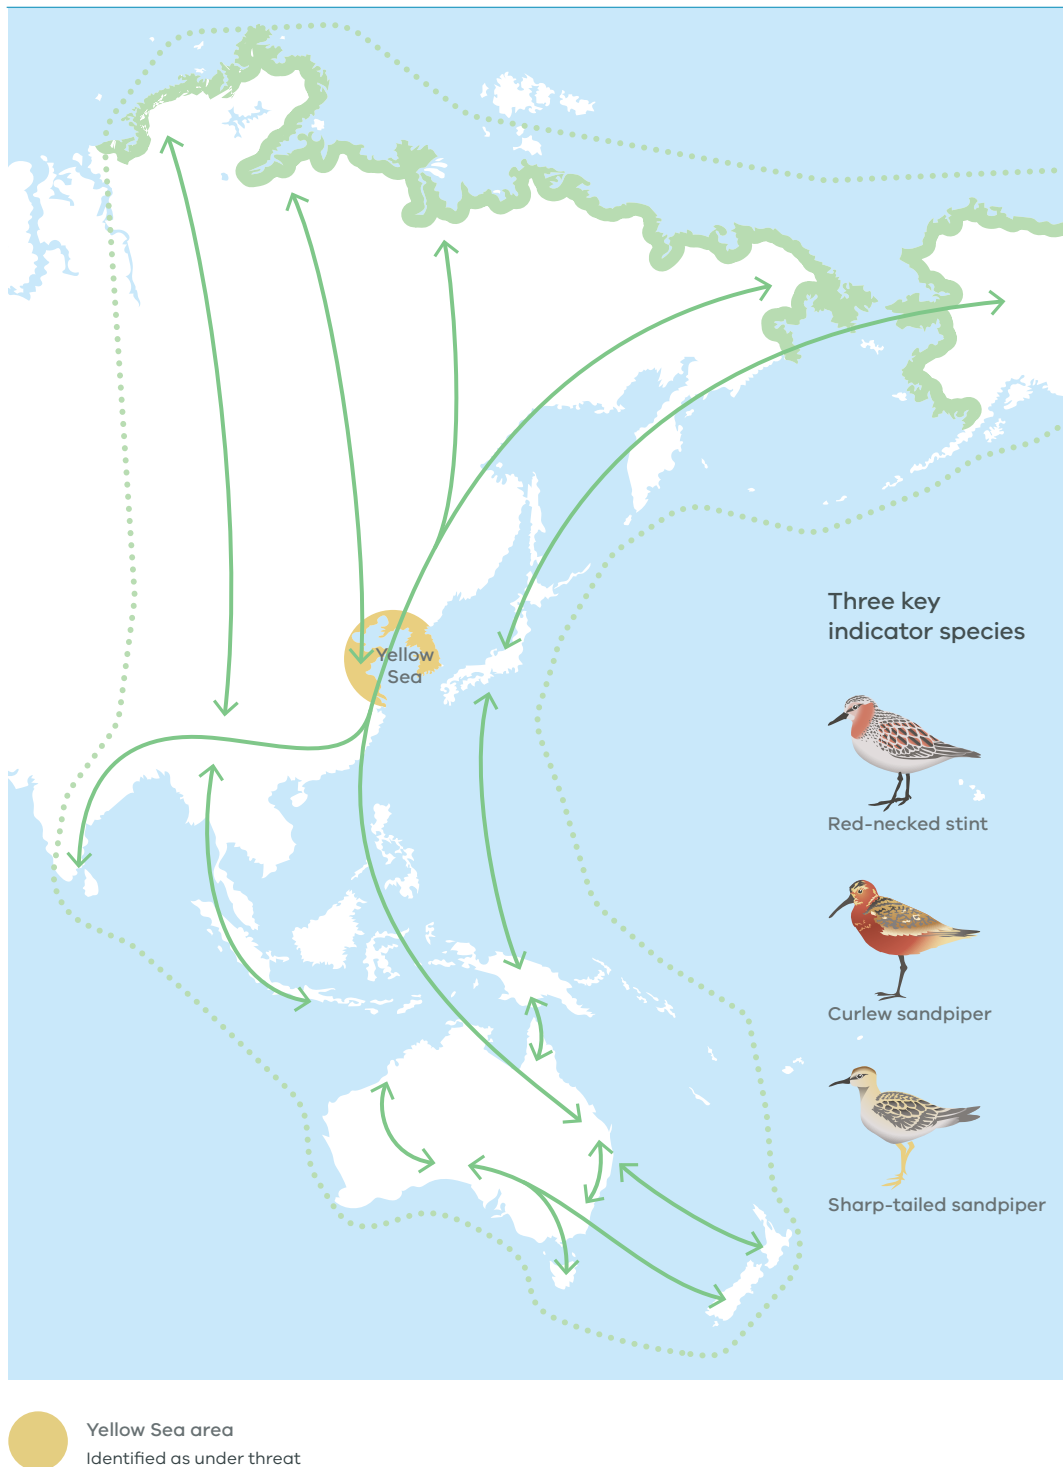 Yellow
Sea
Three key
indicator species
Red-necked stint
Curlew sandpiper
Sharp-tailed sandpiper
Yellow Sea area
Identified as under threat